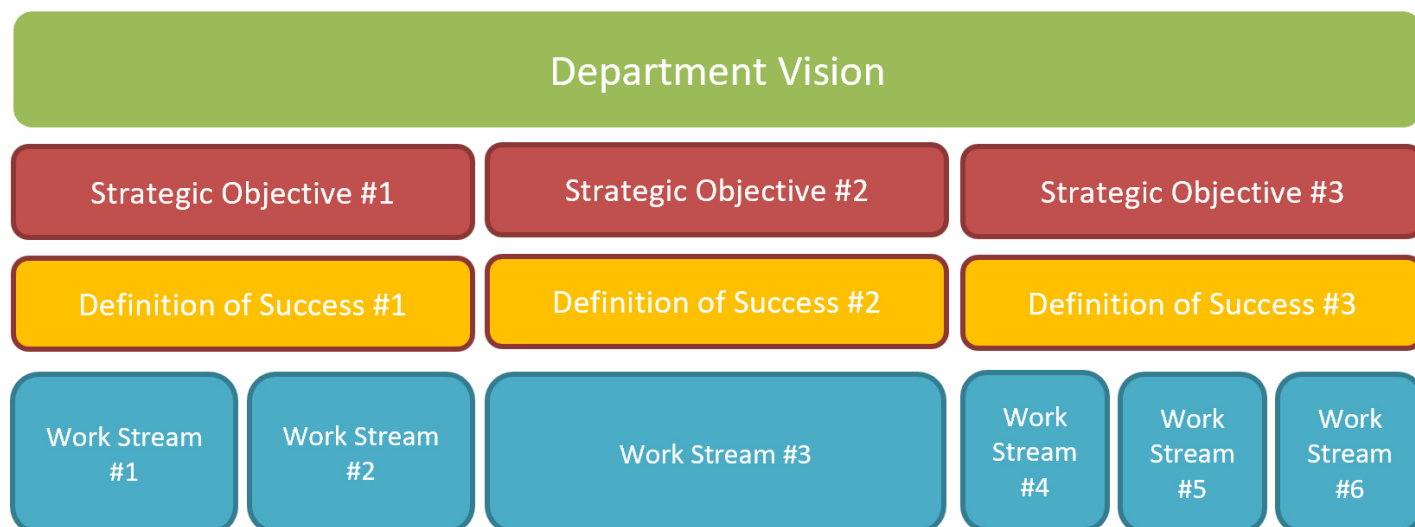 Department Vision
Strategic Objective #1
Strategic Objective #2
Strategic Objective #3
Definition of Success #1
Definition of Success #2
Definition of Success #3
Work Stream
#1
Work Stream
#2
Work Stream #3
Work
Stream
#4
Work
Stream
#5
Work
Stream
#6